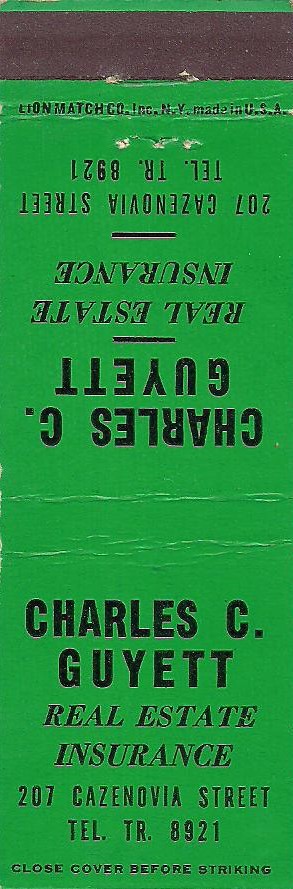 LION MATCH CO. Inc. N.Y. made in U.S.A.
CHARLES C.
GUYETT
REAL ESTATE
INSURANCE
207 CAZENOVIA STREET
TEL. TR. 8921
CHARLES C.
GUYETT
REAL ESTATE
INSURANCE
207 CAZENOVIA STREET
TEL. TR. 8921
CLOSE COVER BEFORE STRIKING